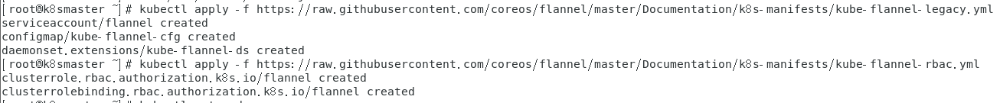 [root@k8smaster ~]# kubectl apply -f https://raw.githubusercontent.com/coreos/flannel/master/Documentation/k8s-manifests/kube-flannel-legacy.yml
serviceaccount/flannel created
configmap/kube-flannel-cfg created
daemonset.extensions/kube-flannel-ds created
[root@k8smaster ~]# kubectl apply -f https://raw.githubusercontent.com/coreos/flannel/master/Documentation/k8s-manifests/kube-flannel-rbac.yml
clusterrole.rbac.authorization.k8s.io/flannel created
clusterrolebinding.rbac.authorization.k8s.io/flannel created